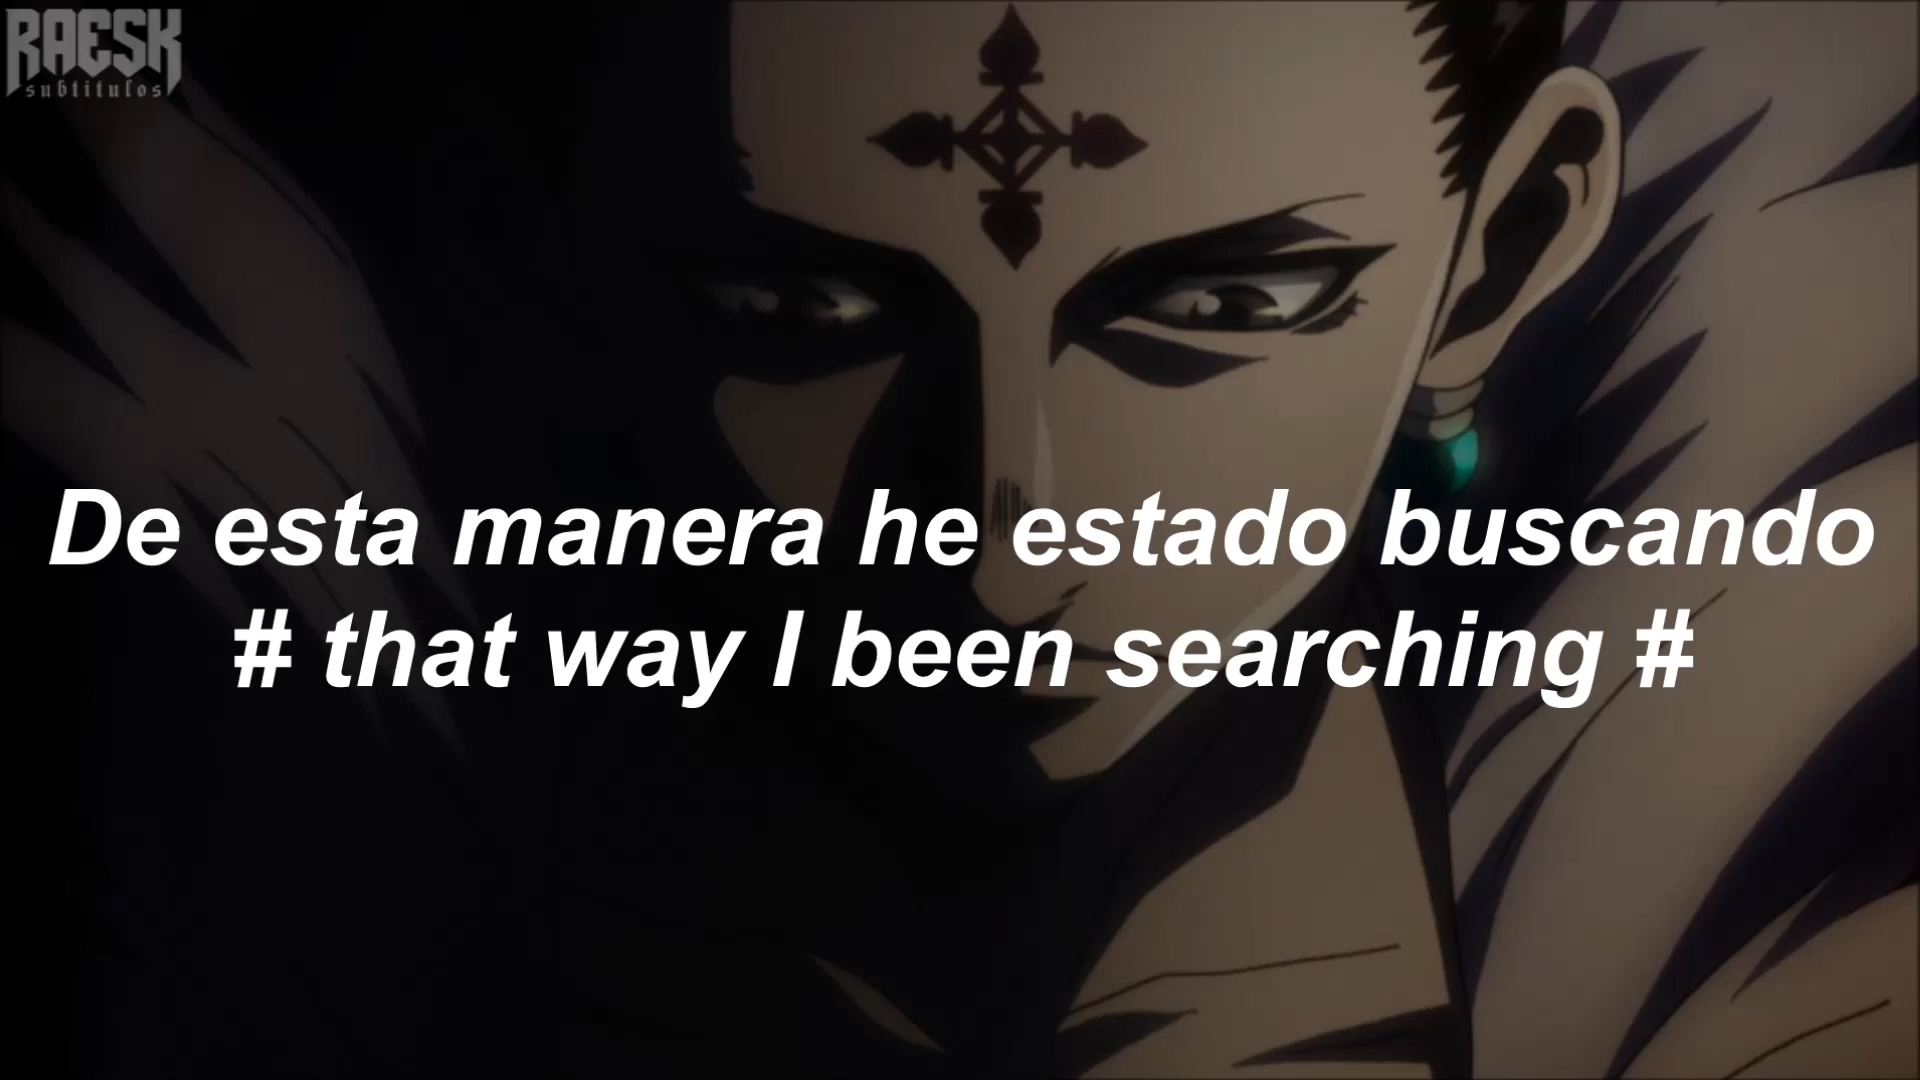 RAESK
subtitulos
De esta manera he estado buscando
# that way I been searching #